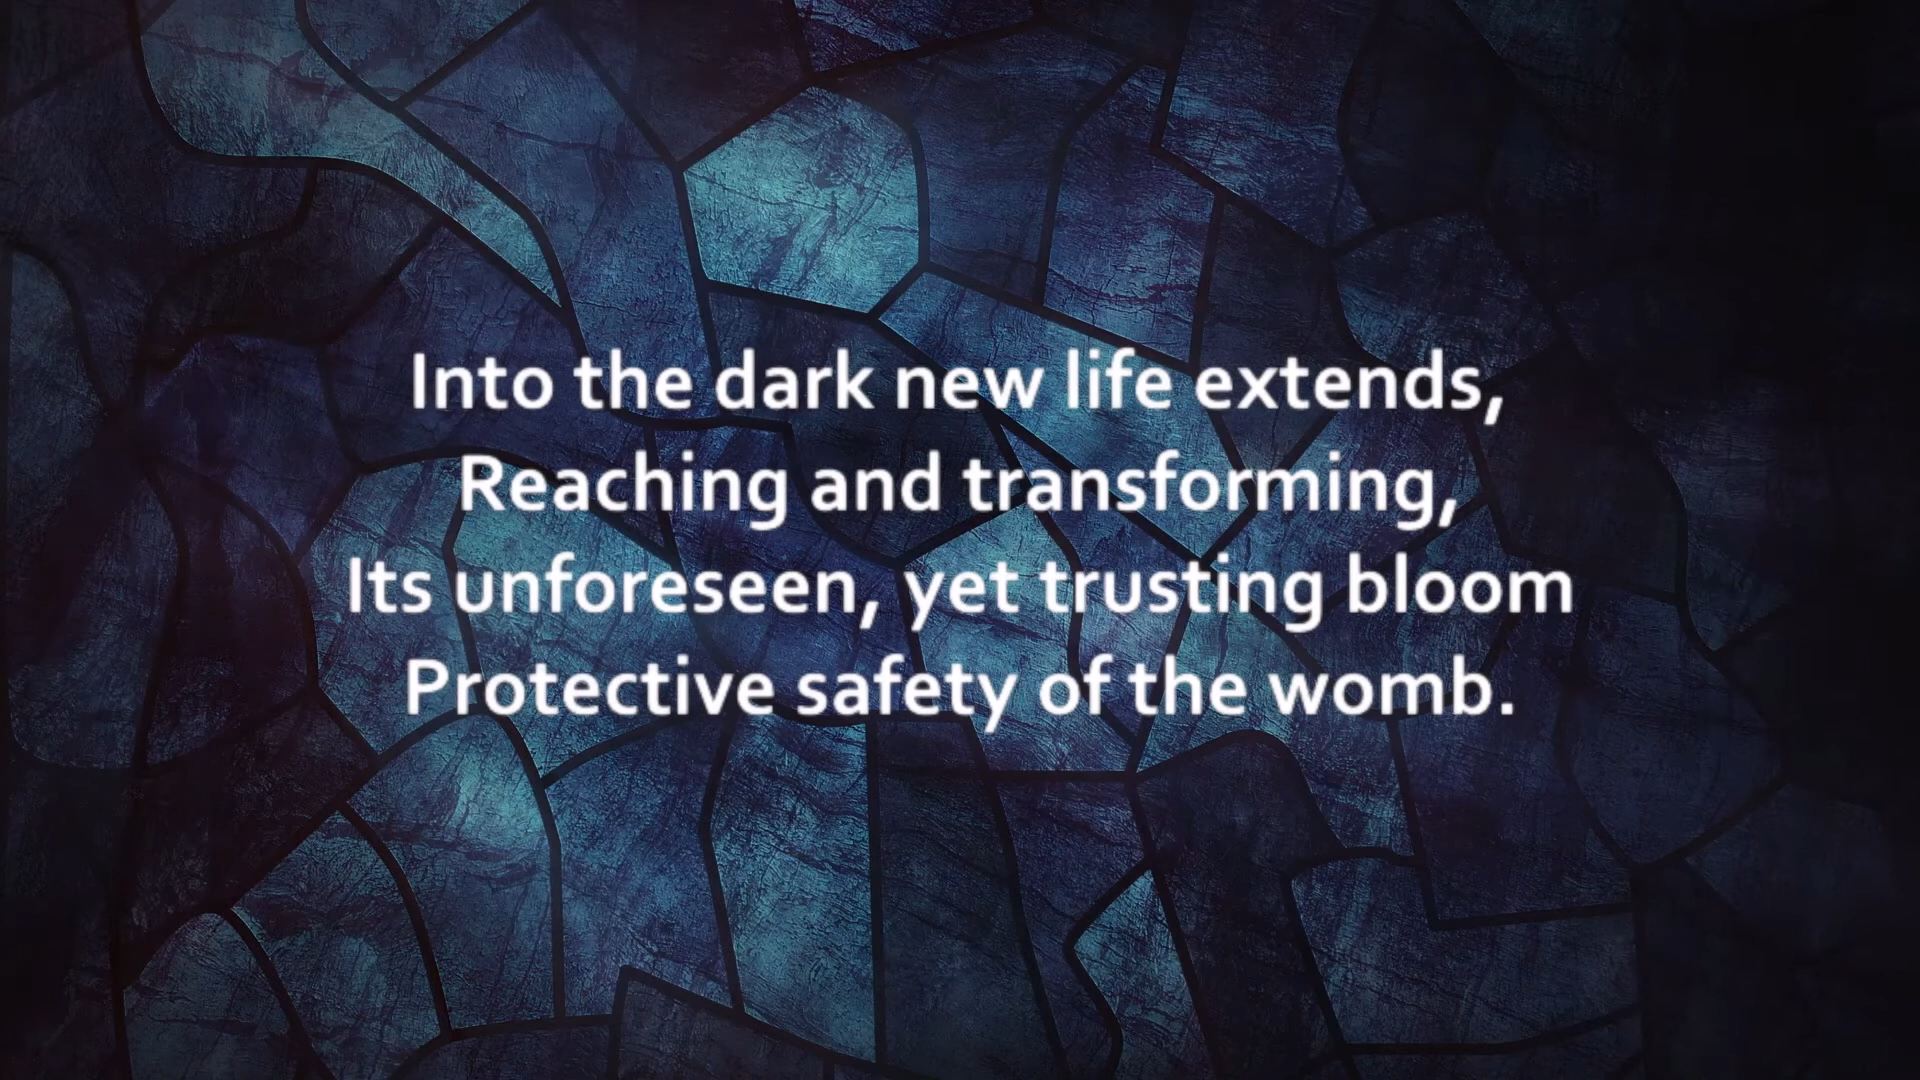 Into the dark new life extends,
Reaching and transforming,
Its unforeseen, yet trusting bloom
Protective safety of the womb.